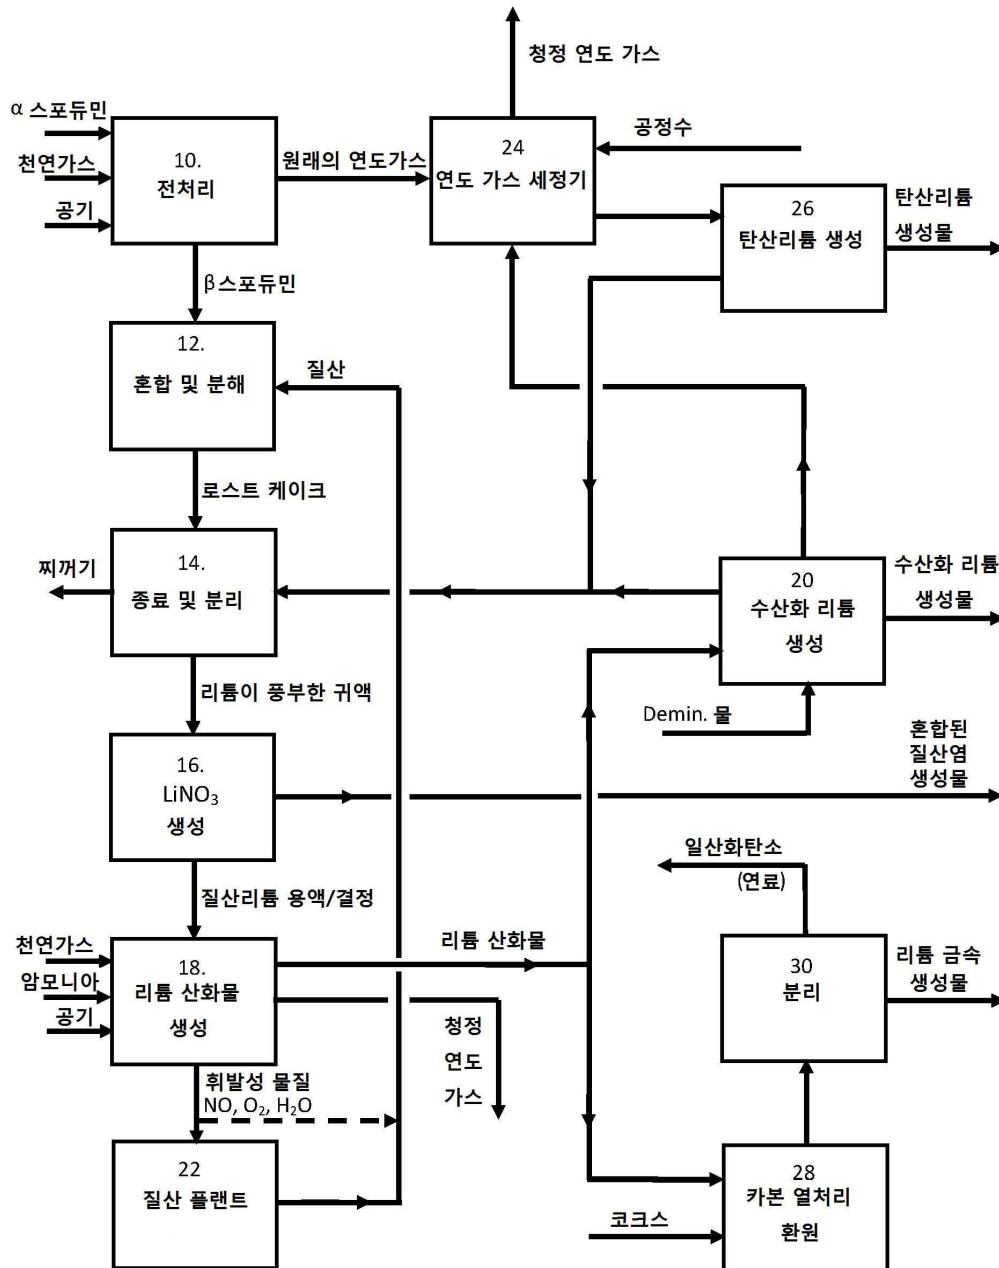 청정 연도 가스
α 스포듀민
천연가스
공기
10.
전처리
원래의 연도가스
24
연도 가스 세정기
공정수
26
탄산리튬 생성
탄산리튬
생성물
β스포듀민
12.
혼합 및 분해
질산
로스트 케이크
찌꺼기
14.
종료 및 분리
20
수산화 리튬
생성
수산화 리튬
생성물
리튬이 풍부한 귀액
Demin. 물
16.
LiNO₃
생성
혼합된
질산염
생성물
일산화탄소
(연료)
질산리튬 용액/결정
천연가스
암모니아
공기
18.
리튬 산화물
생성
리튬 산화물
청정
연도
가스
30
분리
리튬 금속
생성물
휘발성 물질
NO, O₂, H₂O
22
질산 플랜트
28
카본 열처리
환원
코크스